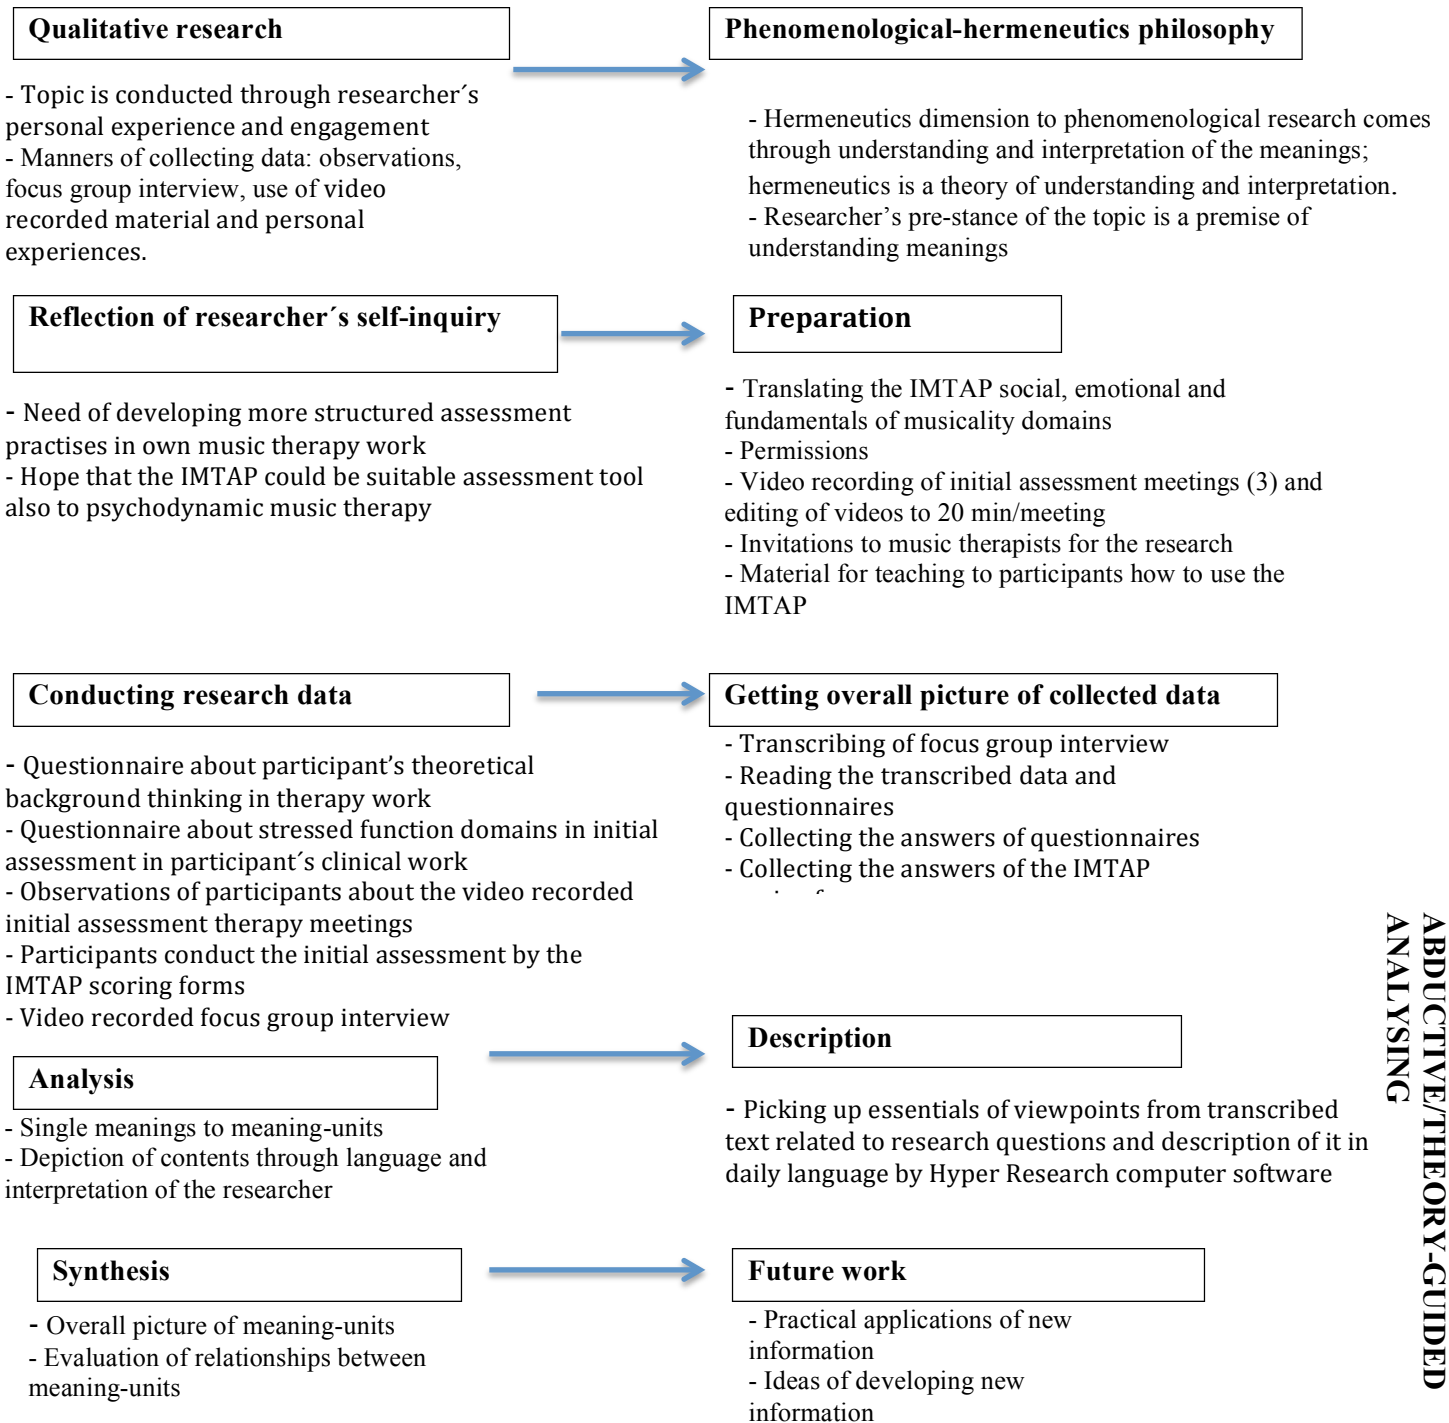 Qualitative research
- Topic is conducted through researcher´s
personal experience and engagement
- Manners of collecting data: observations,
focus group interview, use of video
recorded material and personal
experiences.
Phenomenological-hermeneutics philosophy
- Hermeneutics dimension to phenomenological research comes
through understanding and interpretation of the meanings;
hermeneutics is a theory of understanding and interpretation.
- Researcher’s pre-stance of the topic is a premise of
understanding meanings
Reflection of researcher´s self-inquiry
- Need of developing more structured assessment
practises in own music therapy work
- Hope that the IMTAP could be suitable assessment tool
also to psychodynamic music therapy
Preparation
- Translating the IMTAP social, emotional and
fundamentals of musicality domains
- Permissions
- Video recording of initial assessment meetings (3) and
editing of videos to 20 min/meeting
- Invitations to music therapists for the research
- Material for teaching to participants how to use the
IMTAP
Conducting research data
- Questionnaire about participant’s theoretical
background thinking in therapy work
- Questionnaire about stressed function domains in initial
assessment in participant´s clinical work
- Observations of participants about the video recorded
initial assessment therapy meetings
- Participants conduct the initial assessment by the
IMTAP scoring forms
- Video recorded focus group interview
Getting overall picture of collected data
- Transcribing of focus group interview
- Reading the transcribed data and
questionnaires
- Collecting the answers of questionnaires
- Collecting the answers of the IMTAP
Analysis
- Single meanings to meaning-units
- Depiction of contents through language and
interpretation of the researcher
Description
- Picking up essentials of viewpoints from transcribed
text related to research questions and description of it in
daily language by Hyper Research computer software
Synthesis
- Overall picture of meaning-units
- Evaluation of relationships between
meaning-units
Future work
- Practical applications of new
information
- Ideas of developing new
information
ABDUCTIVE/THEORY-GUIDED
ANALYSING